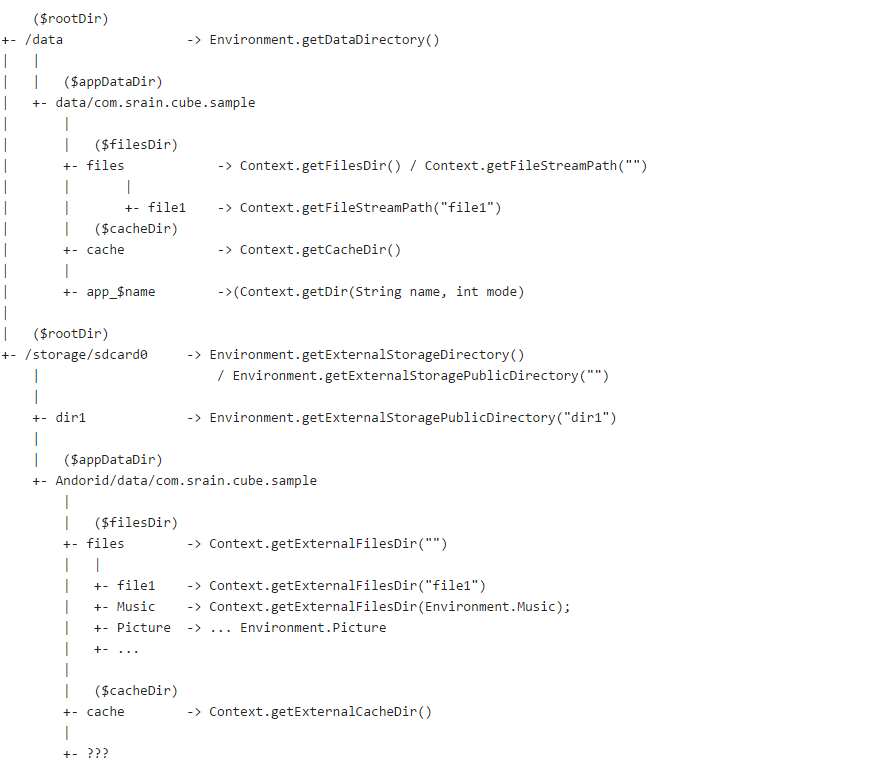 ($rootDir)
+- /data                -> Environment.getDataDirectory()
|   |
|   |   ($appDataDir)
|   +- data/com.srain.cube.sample
|       |
|       |   ($filesDir)
|       +- files            -> Context.getFilesDir() / Context.getFileStreamPath("")
|       |       |
|       |       +- file1    -> Context.getFileStreamPath("file1")
|       |   ($cacheDir)
|       +- cache            -> Context.getCacheDir()
|       |
|       +- app_$name        ->(Context.getDir(String name, int mode)
|
|   ($rootDir)
+- /storage/sdcard0     -> Environment.getExternalStorageDirectory()
    |                       / Environment.getExternalStoragePublicDirectory("")
    |
    +- dir1             -> Environment.getExternalStoragePublicDirectory("dir1")
    |
    |   ($appDataDir)
    +- Andorid/data/com.srain.cube.sample
        |
        |   ($filesDir)
        +- files        -> Context.getExternalFilesDir("")
        |   |
        |   +- file1    -> Context.getExternalFilesDir("file1")
        |   +- Music    -> Context.getExternalFilesDir(Environment.Music);
        |   +- Picture  -> ... Environment.Picture
        |   +- ...
        |
        |   ($cacheDir)
        +- cache        -> Context.getExternalCacheDir()
        |
        +- ???